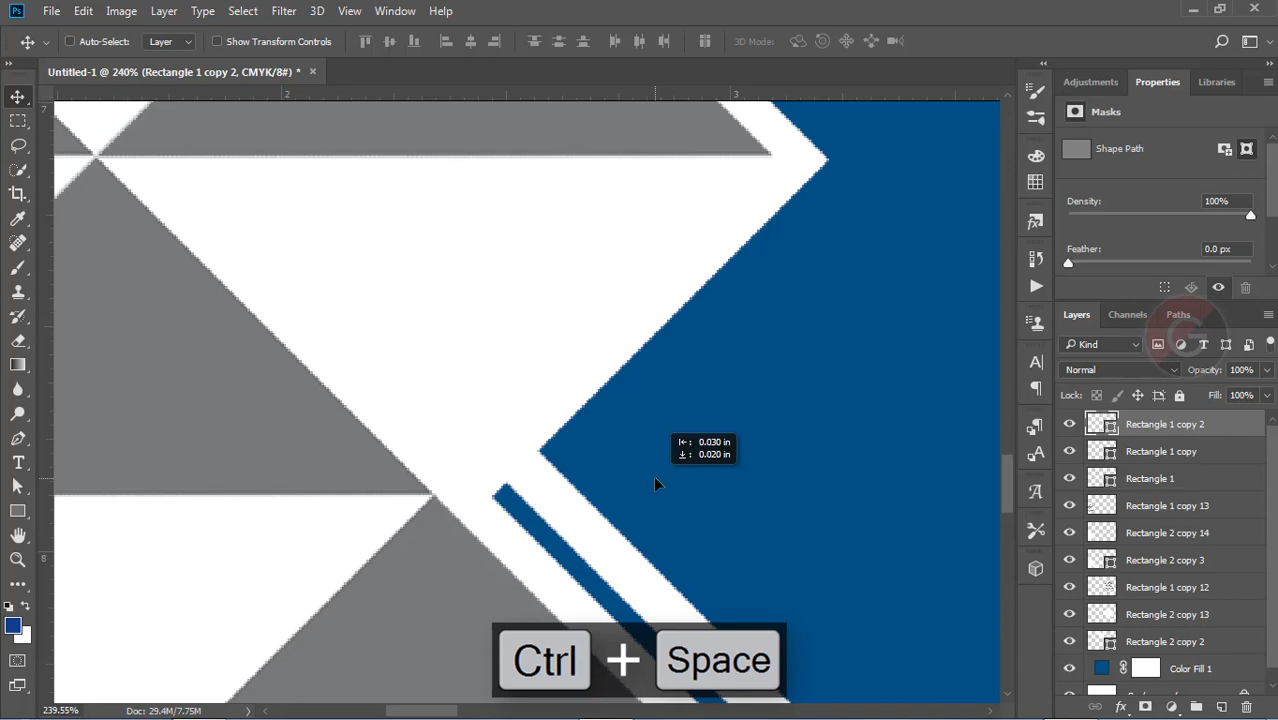 Ps File Edit Image Layer Type Select Filter 3D View Window Help
Auto-Select: Layer Show Transform Controls 3D Mode:
Untitled-1 @ 240% (Rectangle 1 copy 2, CMYK/8#) * ×
2 3
7
8
Adjustments Properties Libraries
Masks
Shape Path
Density: 100%
Feather: 0.0 px
Layers Channels Paths
Kind
Normal Opacity: 100%
Lock: Fill: 100%
Rectangle 1 copy 2
Rectangle 1 copy
Rectangle 1
Rectangle 1 copy 13
Rectangle 2 copy 14
Rectangle 2 copy 3
Rectangle 1 copy 12
Rectangle 2 copy 13
Rectangle 2 copy 2
Color Fill 1
0.030 in
0.020 in
Ctrl + Space
239.55% Doc: 29.4M/7.75M